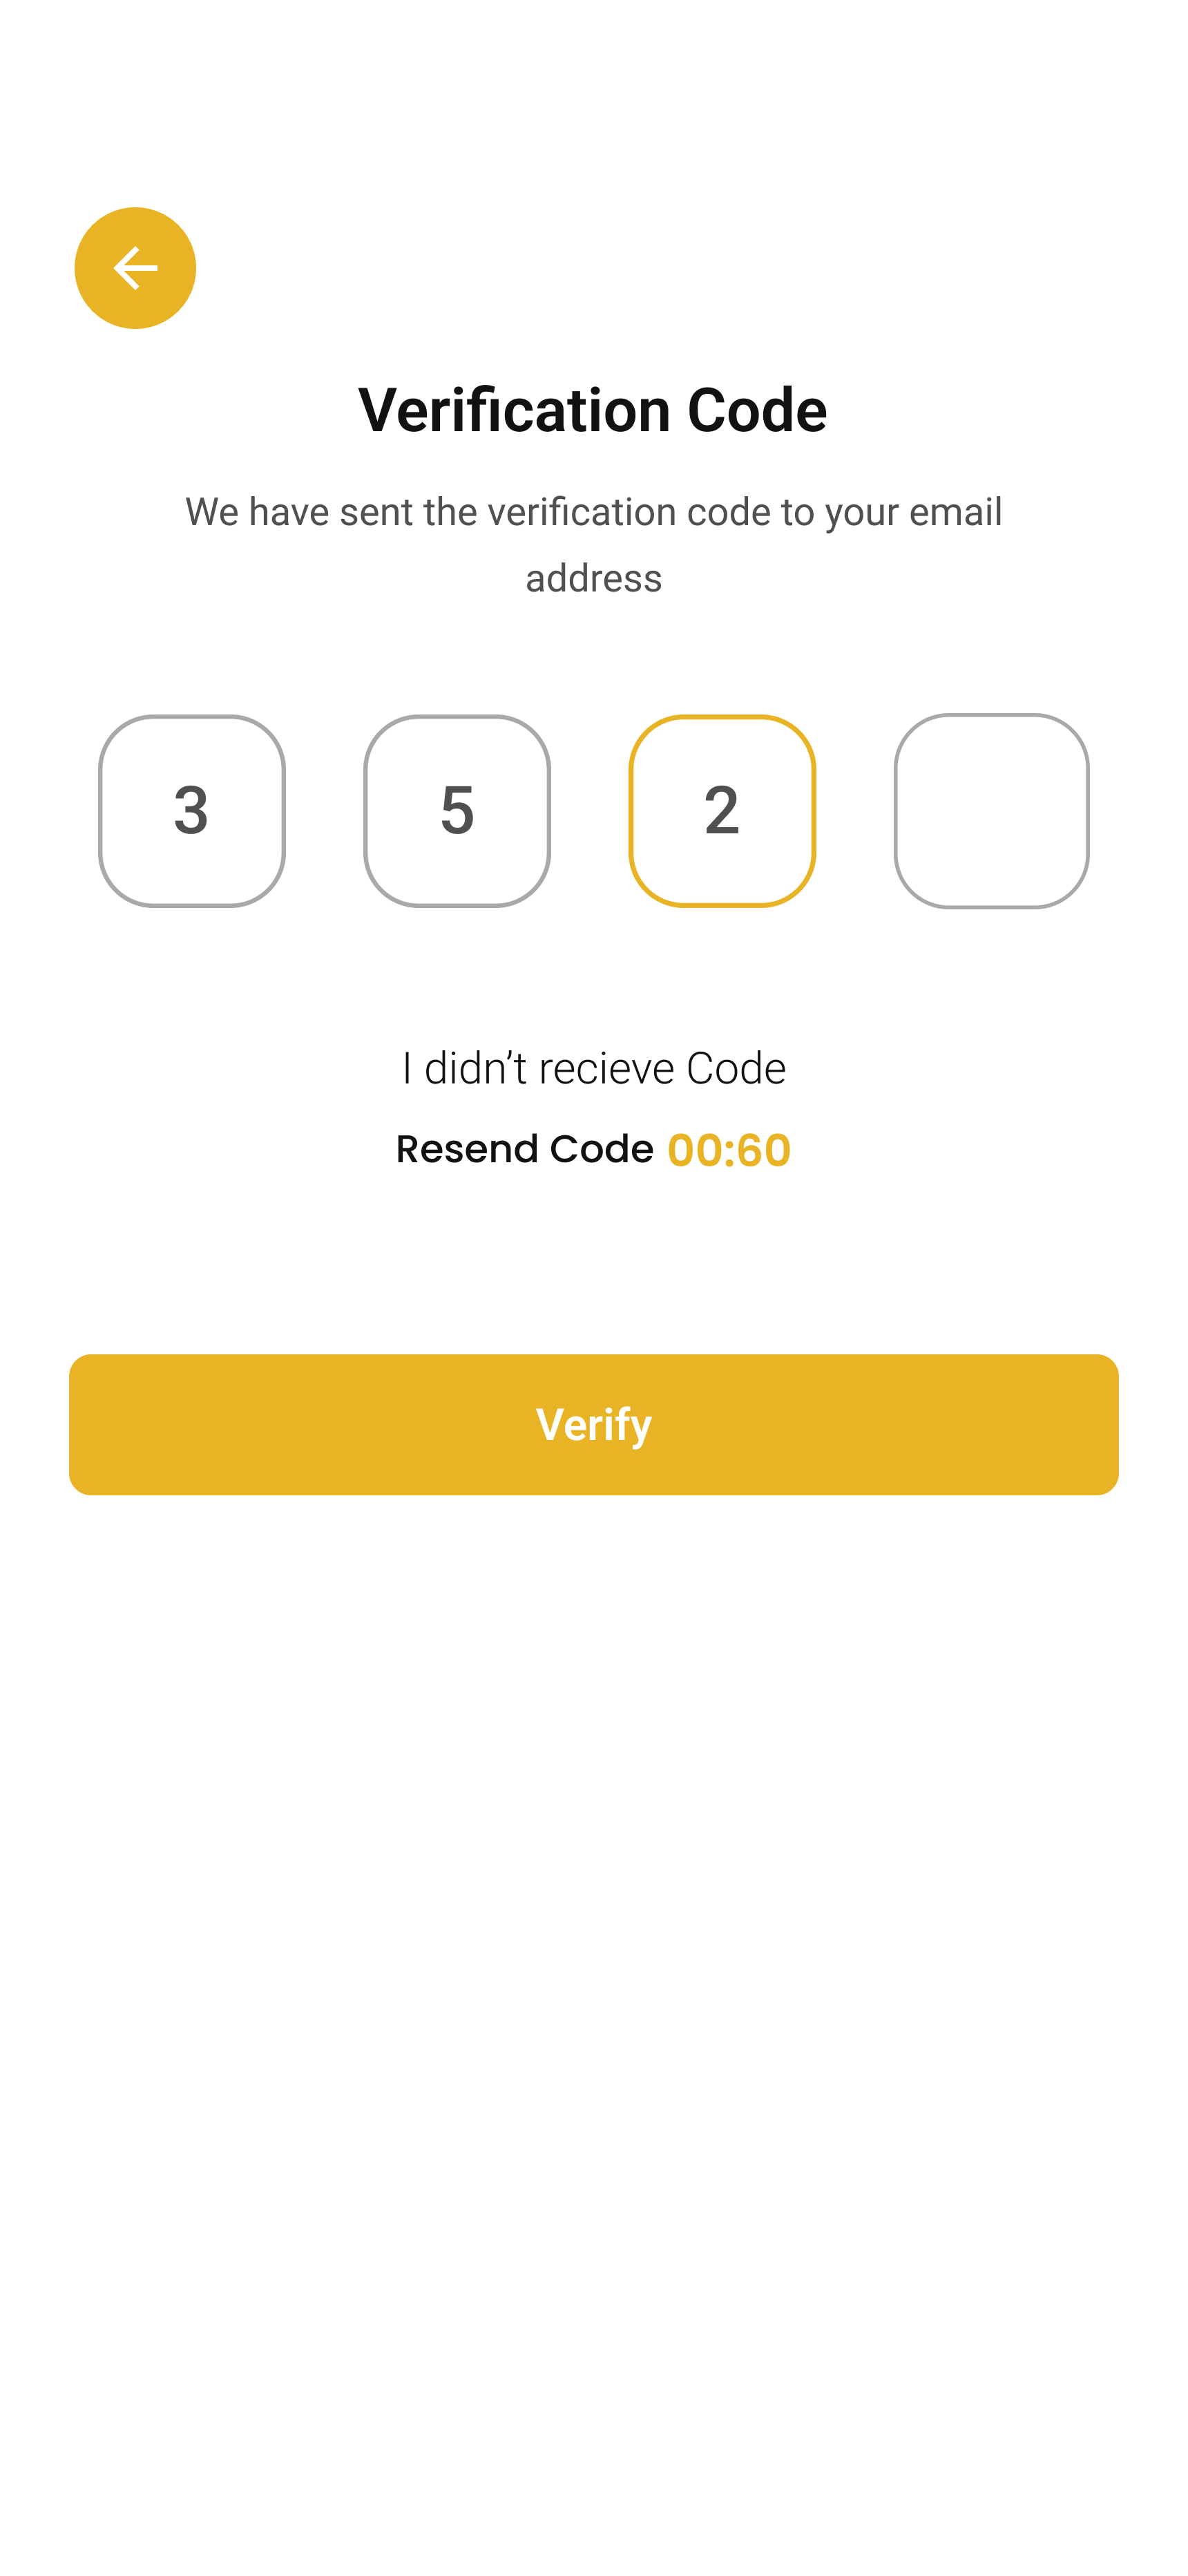 Verification Code
We have sent the verification code to your email
address
3 5 2
I didn’t recieve Code
Resend Code 00:60
Verify